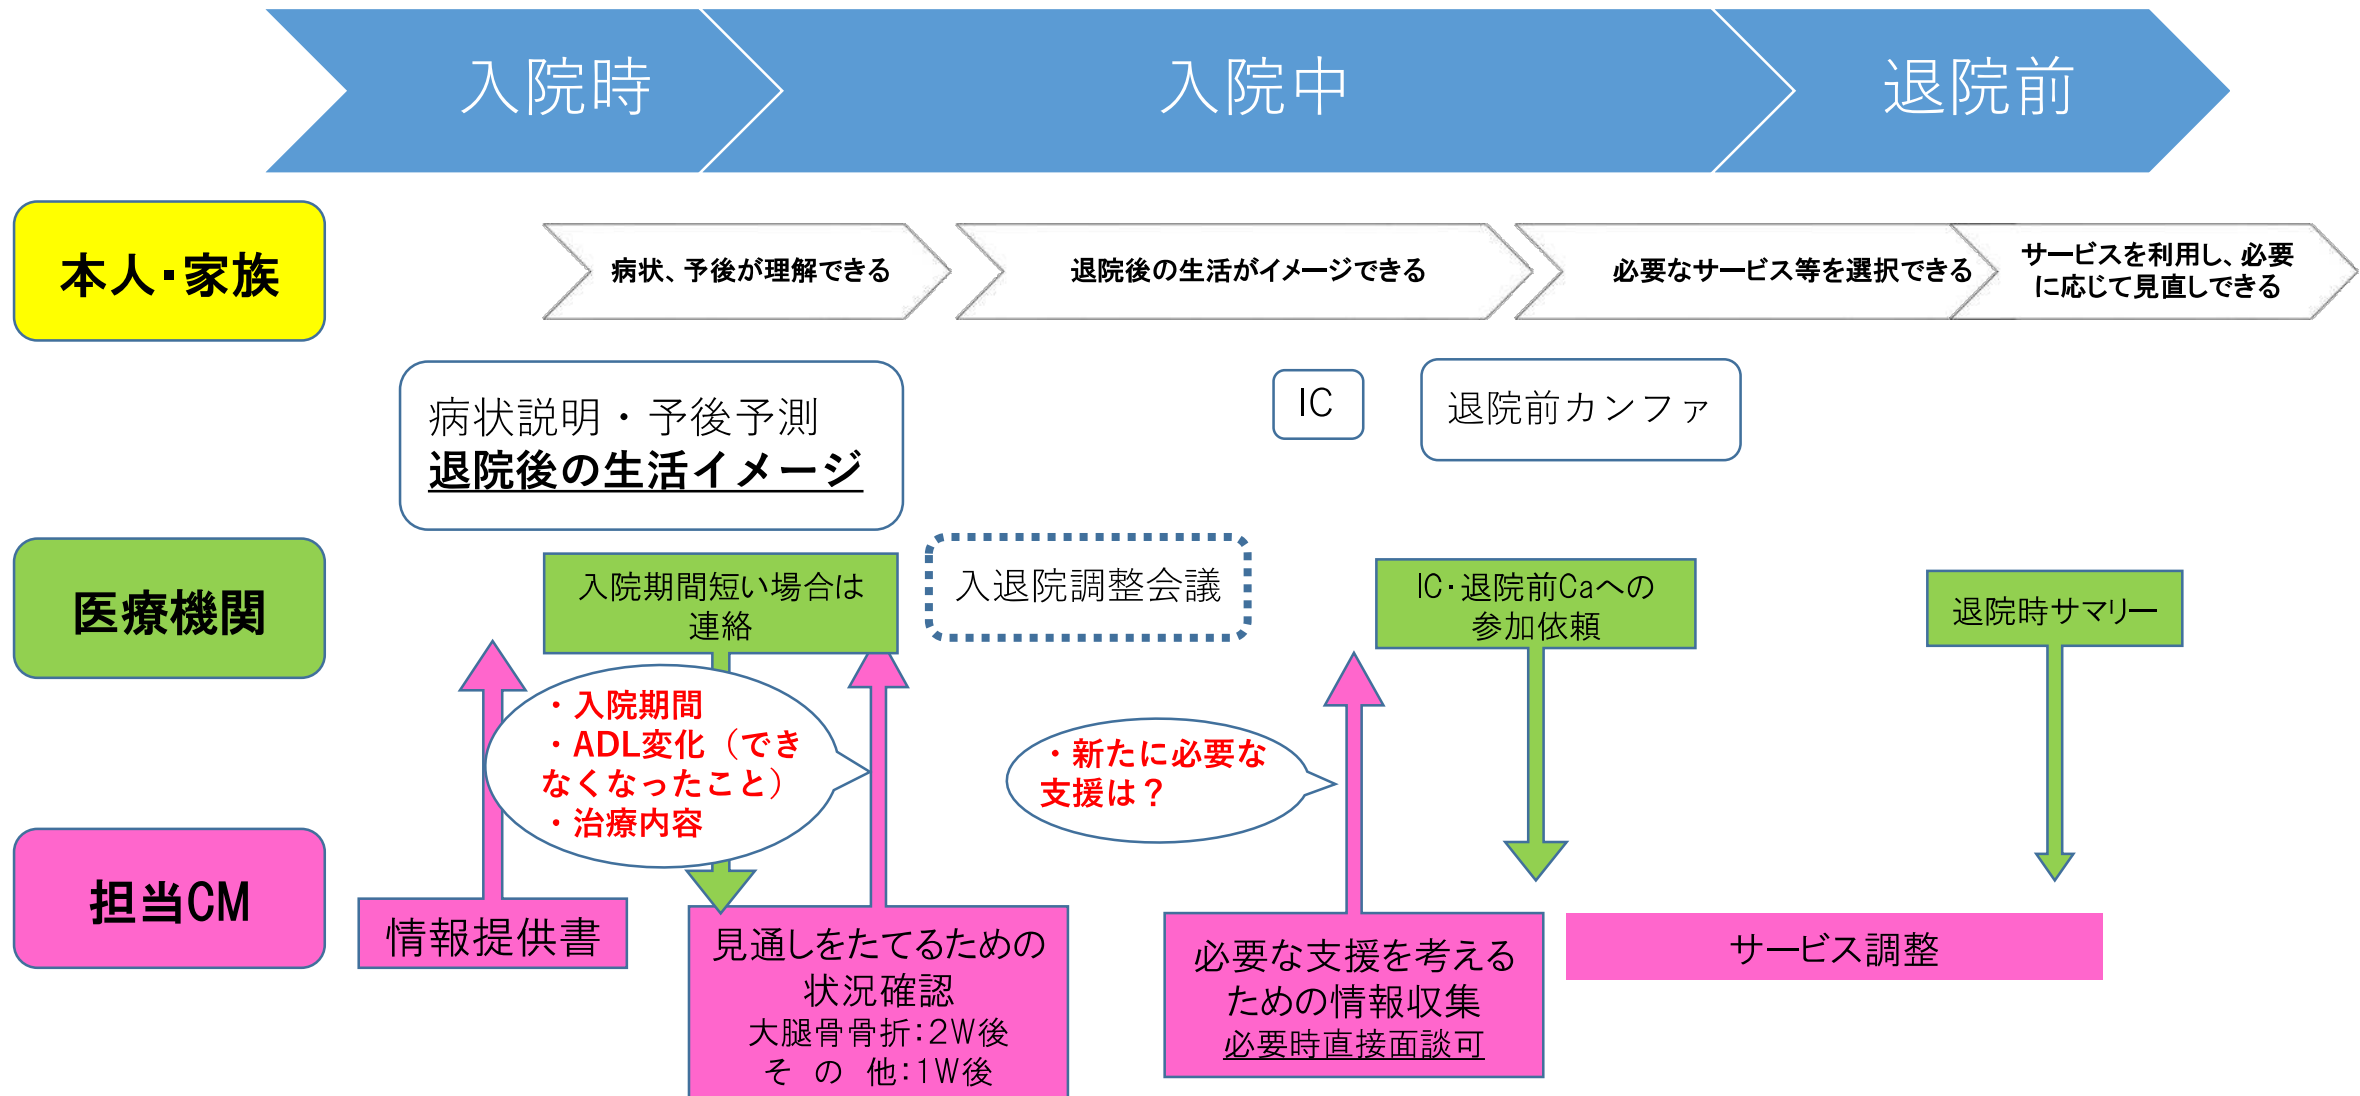 入院時
入院中
退院前
本人・家族
病状、予後が理解できる
退院後の生活がイメージできる
必要なサービス等を選択できる
サービスを利用し、必要
に応じて見直しできる
病状説明・予後予測
退院後の生活イメージ
IC
退院前カンファ
医療機関
入院期間短い場合は
連絡
入退院調整会議
IC・退院前Caへの
参加依頼
退院時サマリー
・入院期間
・ADL変化（でき
なくなったこと）
・治療内容
・新たに必要な
支援は？
担当CM
情報提供書
見通しをたてるための
状況確認
大腿骨骨折：2W後
そ の 他：1W後
必要な支援を考える
ための情報収集
必要時直接面談可
サービス調整